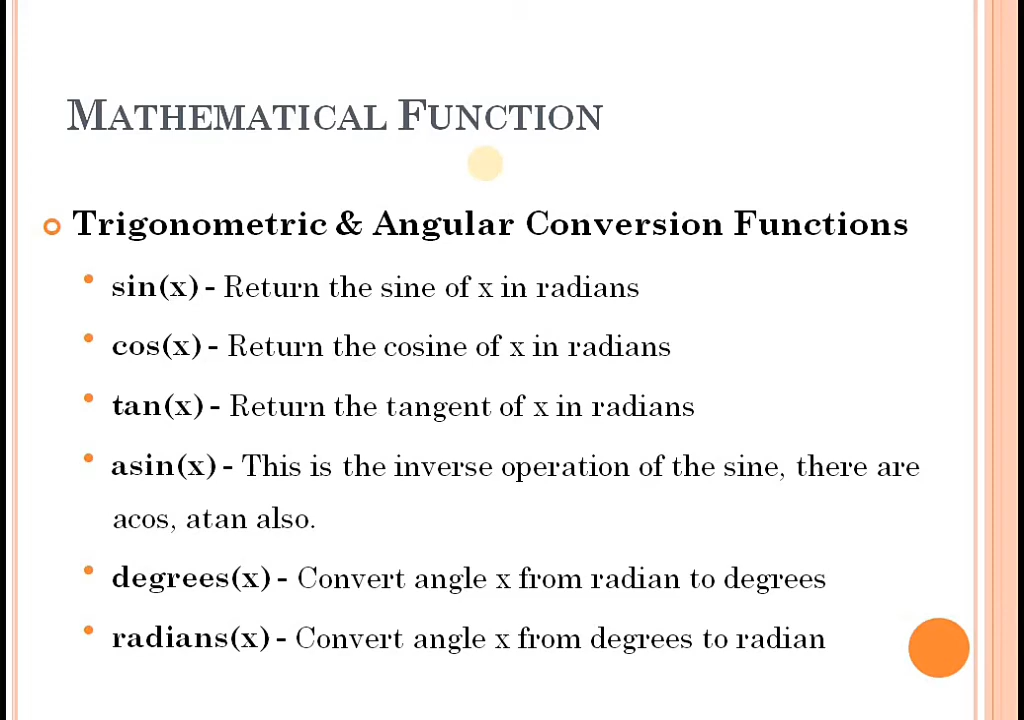 MATHEMATICAL FUNCTION
Trigonometric & Angular Conversion Functions
sin(x) - Return the sine of x in radians
cos(x) - Return the cosine of x in radians
tan(x) - Return the tangent of x in radians
asin(x) - This is the inverse operation of the sine, there are
acos, atan also.
degrees(x) - Convert angle x from radian to degrees
radians(x) - Convert angle x from degrees to radian